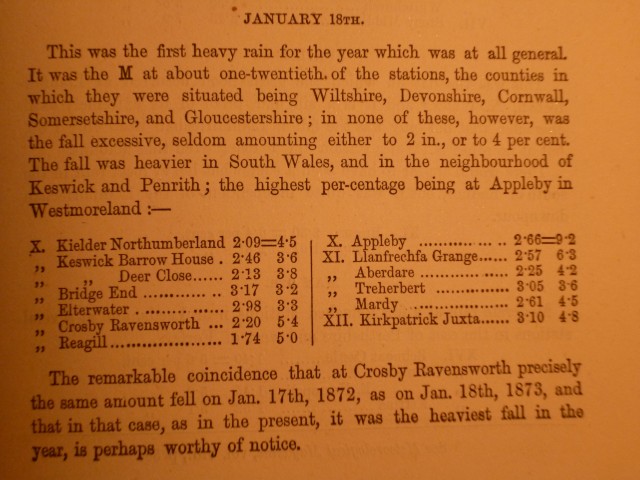 JANUARY 18TH.
This was the first heavy rain for the year which was at all general.
It was the M at about one-twentieth. of the stations, the counties in
which they were situated being Wiltshire, Devonshire, Cornwall,
Somersetshire, and Gloucestershire; in none of these, however, was
the fall excessive, seldom amounting either to 2 in., or to 4 per cent.
The fall was heavier in South Wales, and in the neighbourhood of
Keswick and Penrith; the highest per-centage being at Appleby in
Westmoreland:—
X. Kielder Northumberland 2·09=4·5
„ Keswick Barrow House . 2·46 3·6
„ „ Deer Close...... 2·13 3·8
„ Bridge End ............ 3·17 3·2
„ Elterwater ............ 2·98 3·3
„ Crosby Ravensworth ... 2·20 5·4
„ Reagill..................... 1·74 5·0
X. Appleby ............... 2·66=9·2
XI. Llanfrechfa Grange...... 2·57 6·3
„ Aberdare ............... 2·25 4·2
„ Treherbert ............ 3·05 3·6
„ Mardy .................. 2·61 4·5
XII. Kirkpatrick Juxta...... 3·10 4·8
The remarkable coincidence that at Crosby Ravensworth precisely
the same amount fell on Jan. 17th, 1872, as on Jan. 18th, 1873, and
that in that case, as in the present, it was the heaviest fall in the
year, is perhaps worthy of notice.